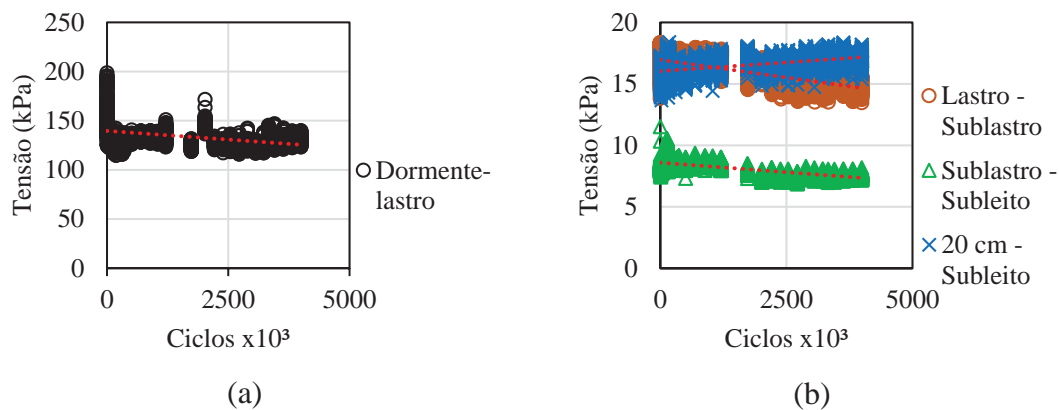 250
200
150
100
50
0
Tensão (kPa)
0
2500
5000
Ciclos x10³
Dormente-
lastro
(a)
20
15
10
5
0
Tensão (kPa)
0
2500
5000
Ciclos x10³
Lastro -
Sublastro
Sublastro -
Subleito
20 cm -
Subleito
(b)